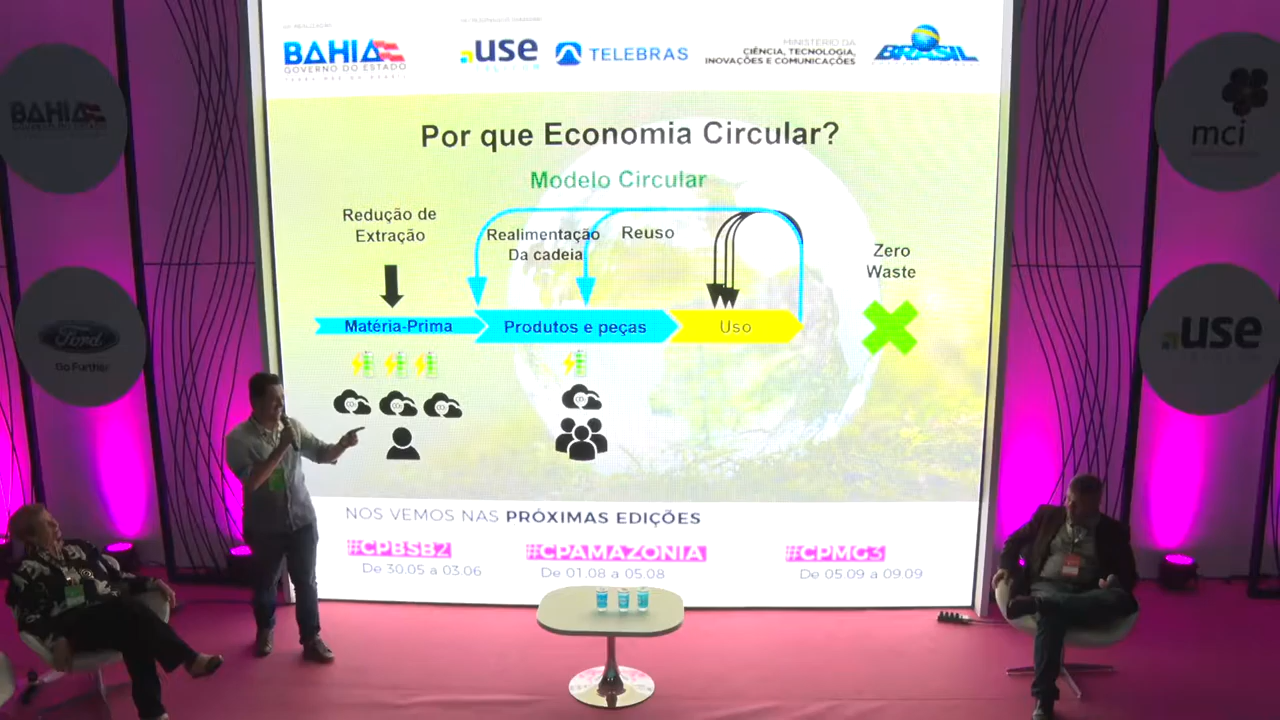 BAHIA
GOVERNO DO ESTADO
use
TELEBRAS
MINISTÉRIO DA
CIÊNCIA, TECNOLOGIA,
INOVAÇÕES E COMUNICAÇÕES
BRASIL
Por que Economia Circular?
Modelo Circular
Redução de
Extração
Realimentação
Da cadeia
Reuso
Zero
Waste
Matéria-Prima
Produtos e peças
Uso
NOS VEMOS NAS PRÓXIMAS EDIÇÕES
#CPBSB2
De 30.05 a 03.06
#CPAMAZONIA
De 01.08 a 05.08
#CPMG3
De 05.09 a 09.09
BAHIA
GOVERNO DO ESTADO
Ford
Go Further
mci
use